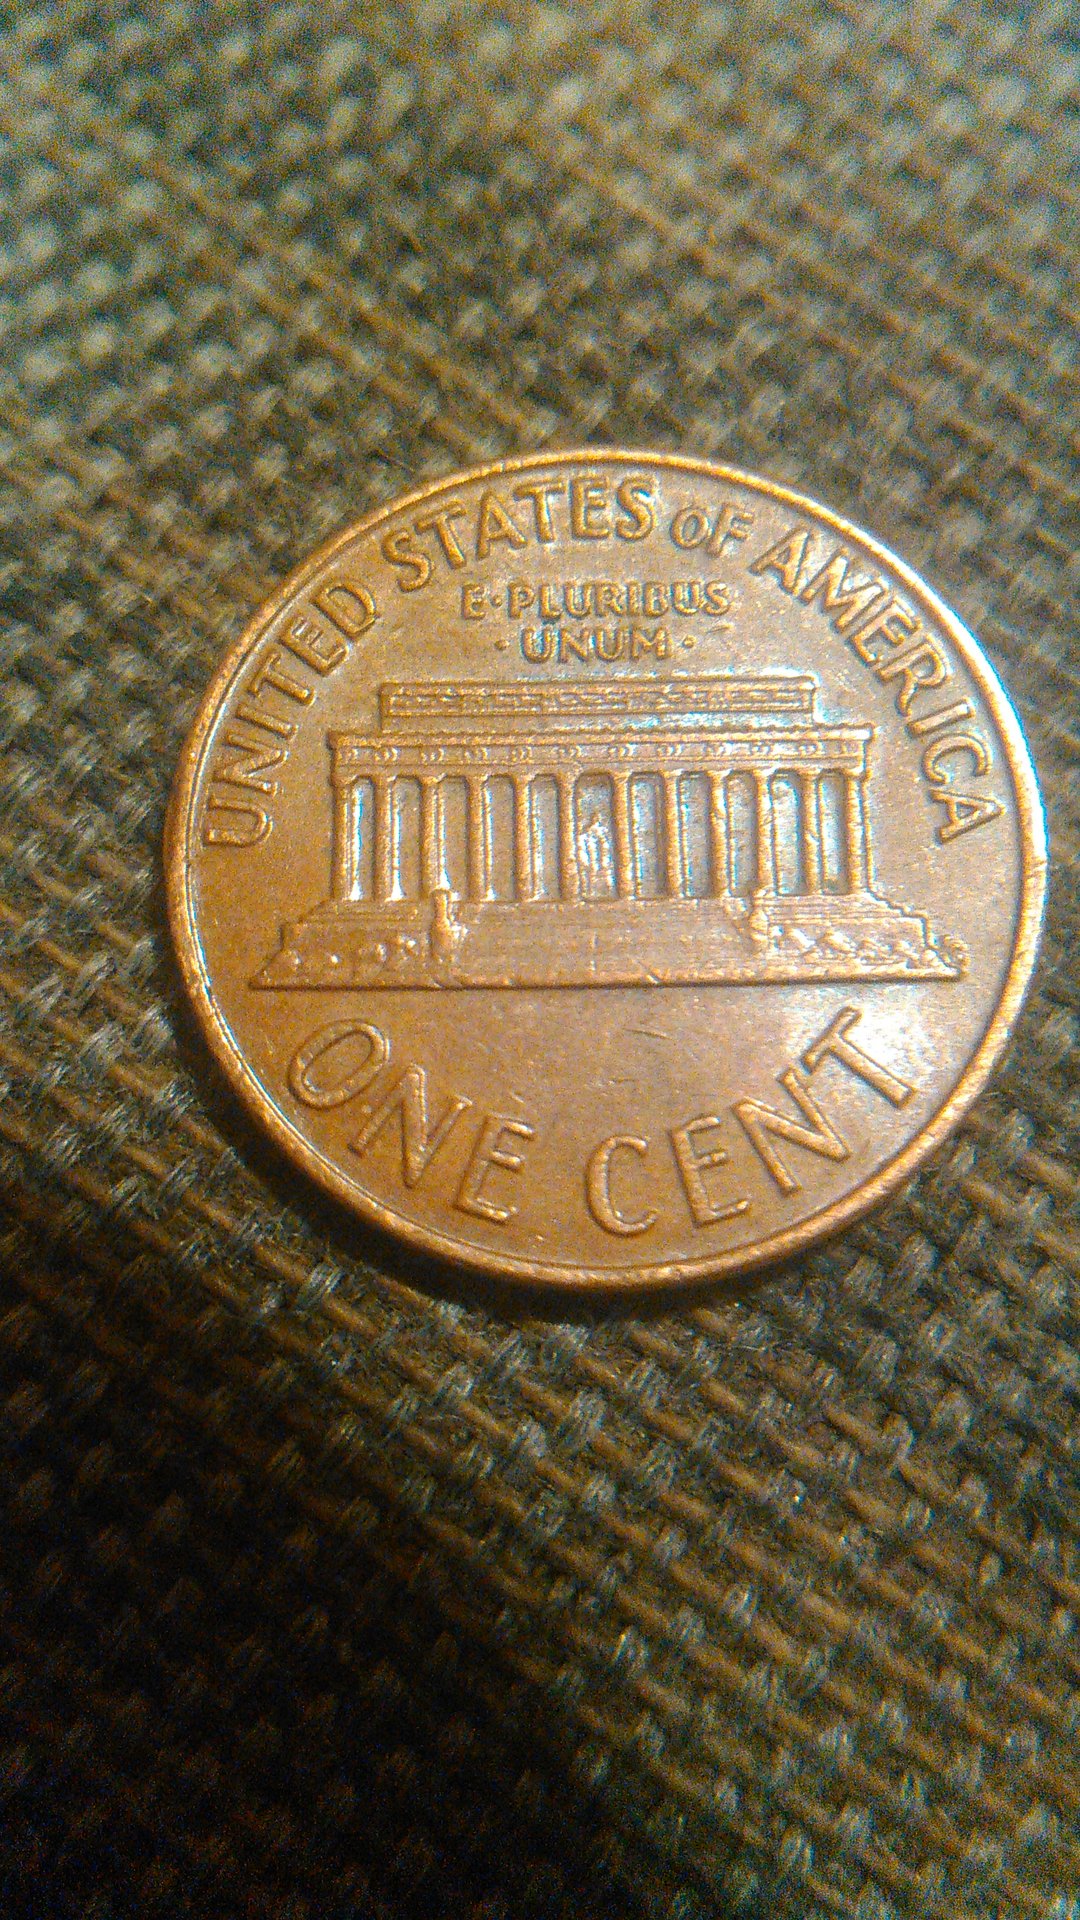 UNITED STATES OF AMERICA
E·PLURIBUS
·UNUM·
ONE CENT